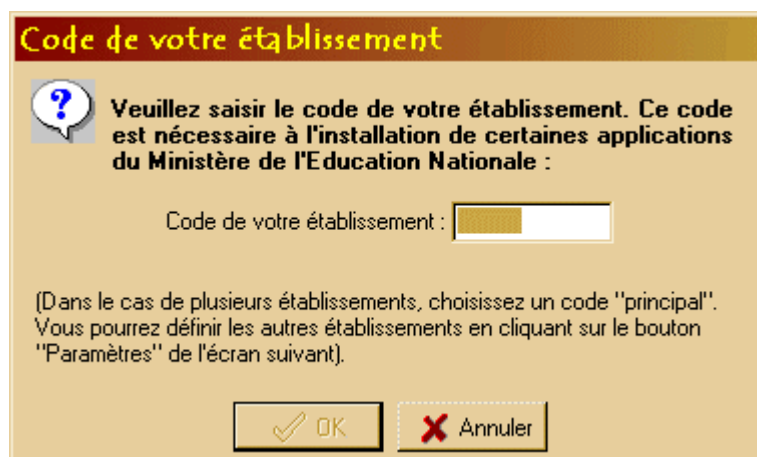 Code de votre établissement
Veuillez saisir le code de votre établissement. Ce code
est nécessaire à l'installation de certaines applications
du Ministère de l'Education Nationale :
Code de votre établissement :
(Dans le cas de plusieurs établissements, choisissez un code "principal".
Vous pourrez définir les autres établissements en cliquant sur le bouton
"Paramètres" de l'écran suivant).
OK Annuler